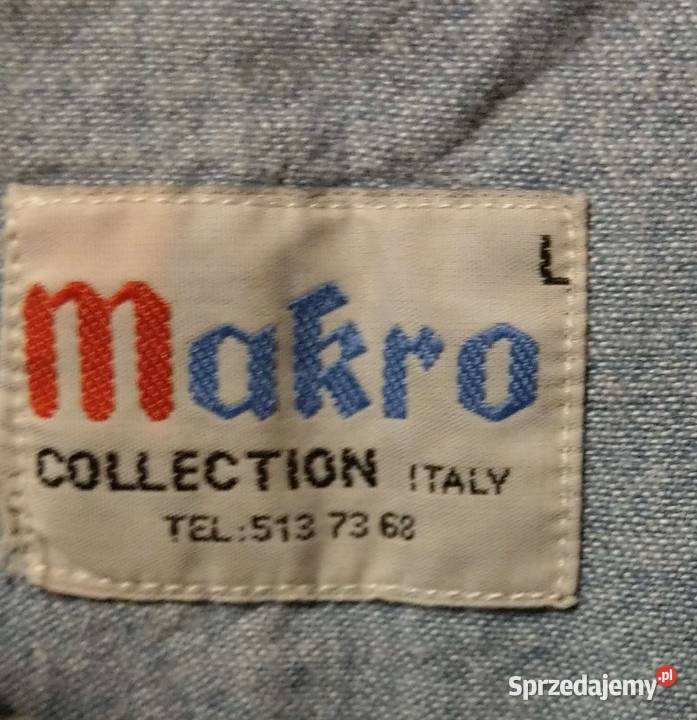 L
makro
COLLECTION ITALY
TEL:513 73 68
Sprzedajemy.pl